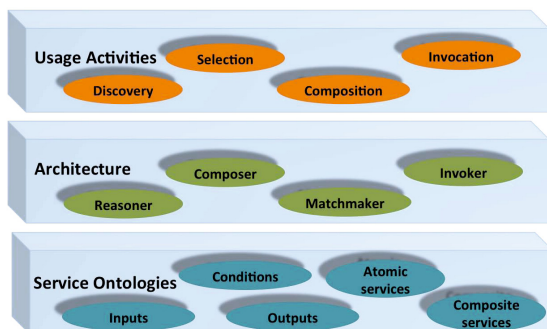 Usage Activities
Selection
Invocation
Discovery
Composition
Architecture
Composer
Invoker
Reasoner
Matchmaker
Service Ontologies
Conditions
Atomic
services
Inputs
Outputs
Composite
services